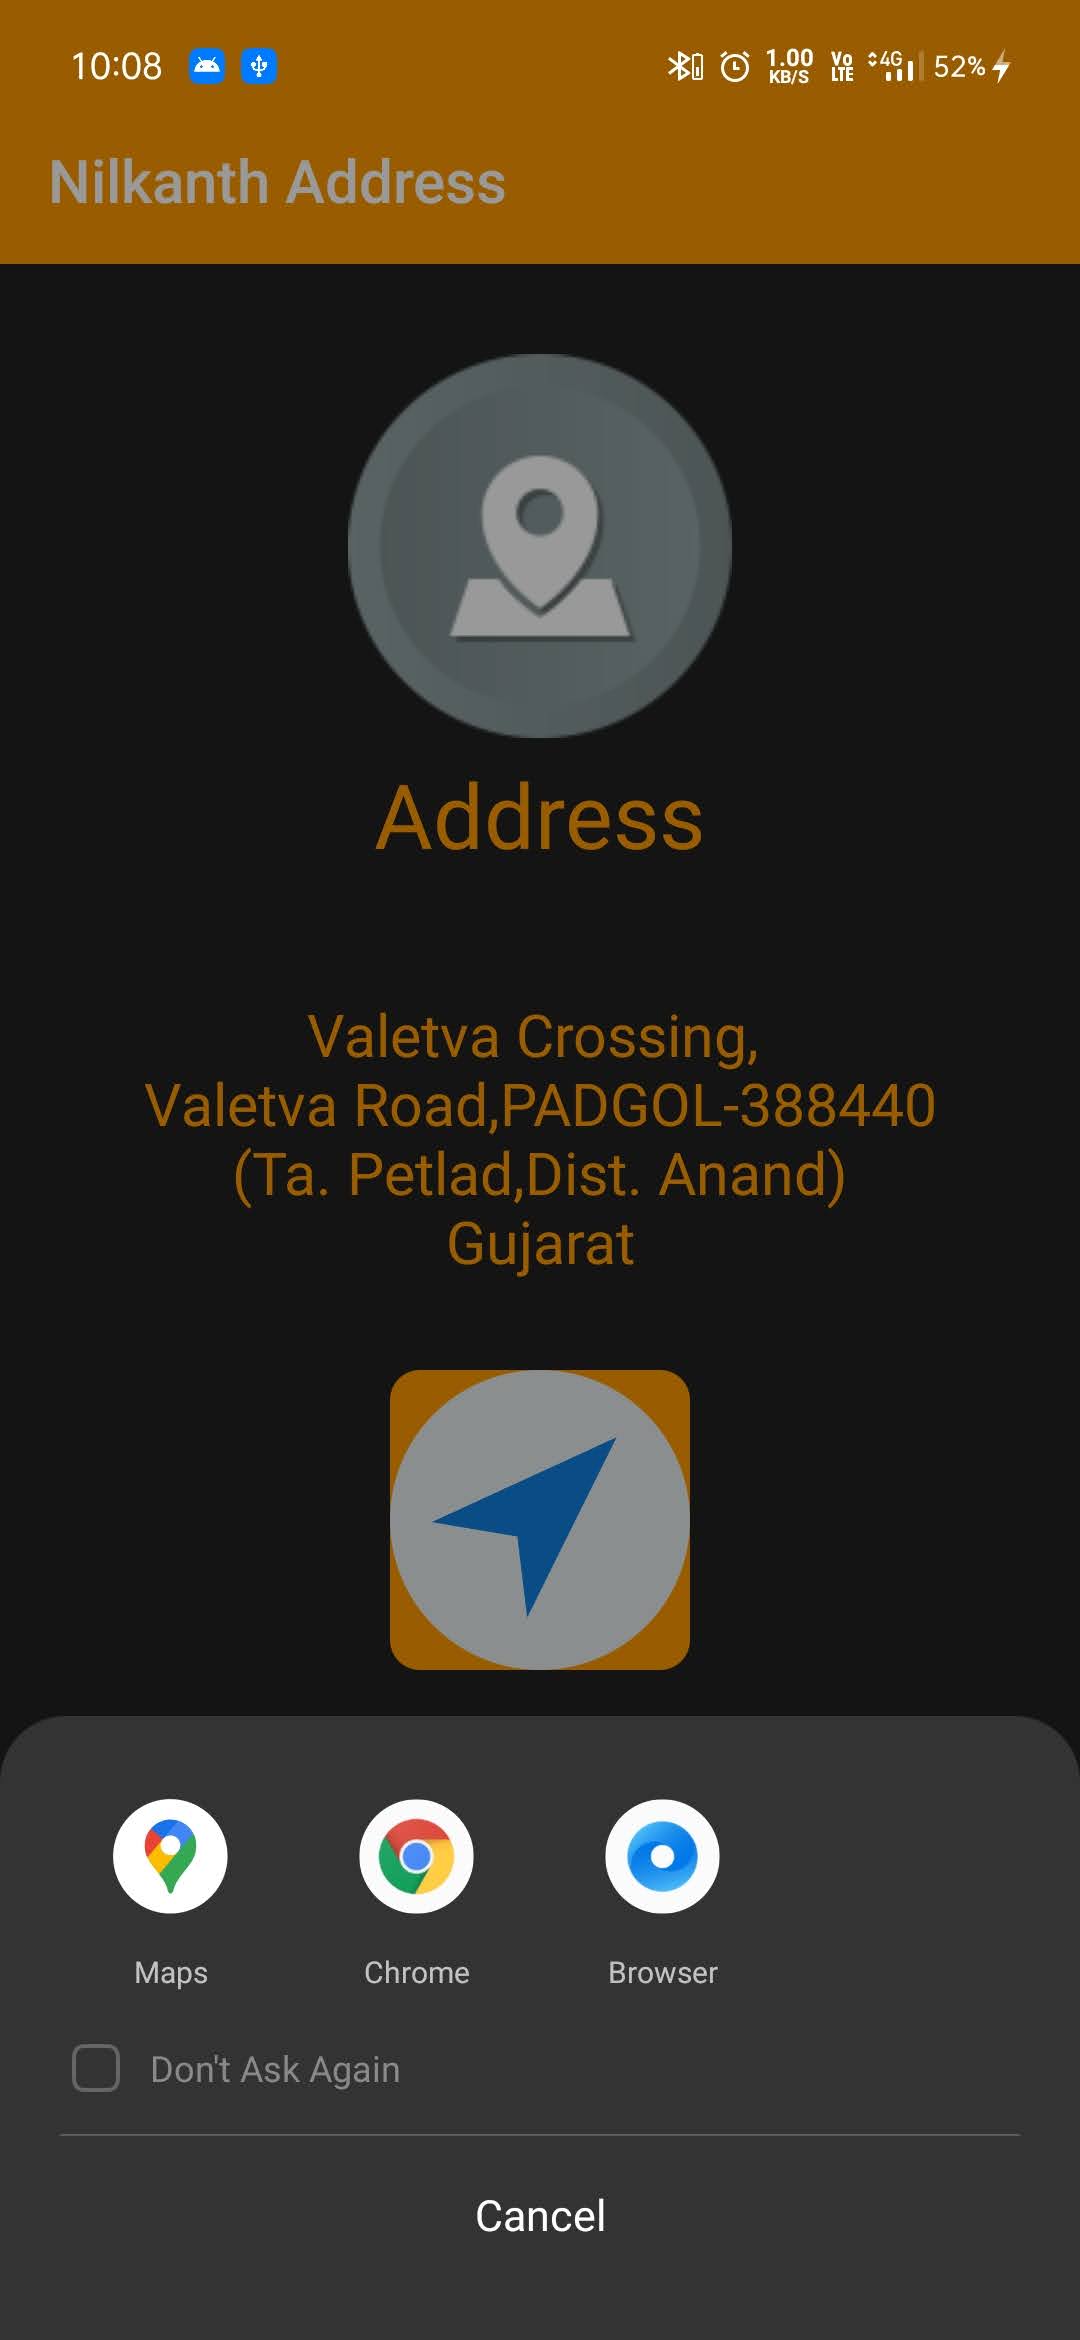 10:08 1.00 KB/S Vo LTE 4G 52%
Nilkanth Address
Address
Valetva Crossing,
Valetva Road,PADGOL-388440
(Ta. Petlad,Dist. Anand)
Gujarat
Maps Chrome Browser
Don't Ask Again
Cancel